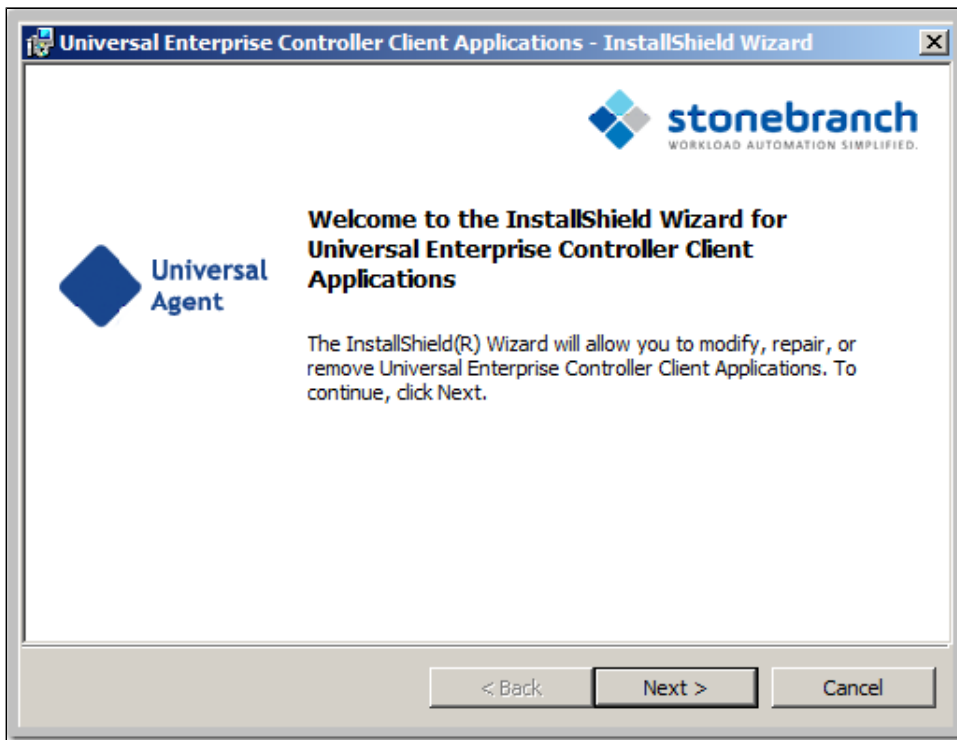 Universal Enterprise Controller Client Applications - InstallShield Wizard
stonebranch
WORKLOAD AUTOMATION SIMPLIFIED.
Welcome to the InstallShield Wizard for
Universal Enterprise Controller Client
Applications
Universal
Agent
The InstallShield(R) Wizard will allow you to modify, repair, or
remove Universal Enterprise Controller Client Applications. To
continue, click Next.
< Back
Next >
Cancel